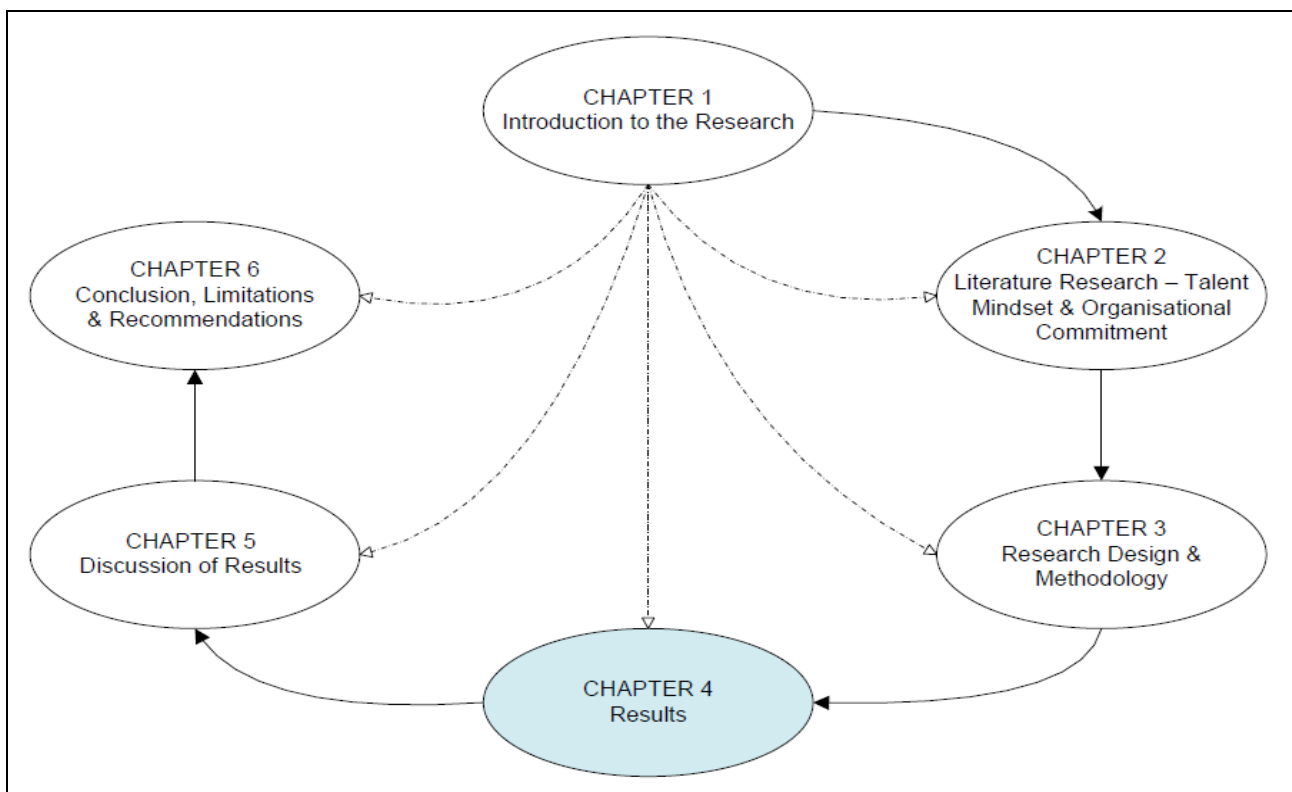 CHAPTER 1
Introduction to the Research
CHAPTER 2
Literature Research – Talent
Mindset & Organisational
Commitment
CHAPTER 3
Research Design &
Methodology
CHAPTER 4
Results
CHAPTER 5
Discussion of Results
CHAPTER 6
Conclusion, Limitations
& Recommendations